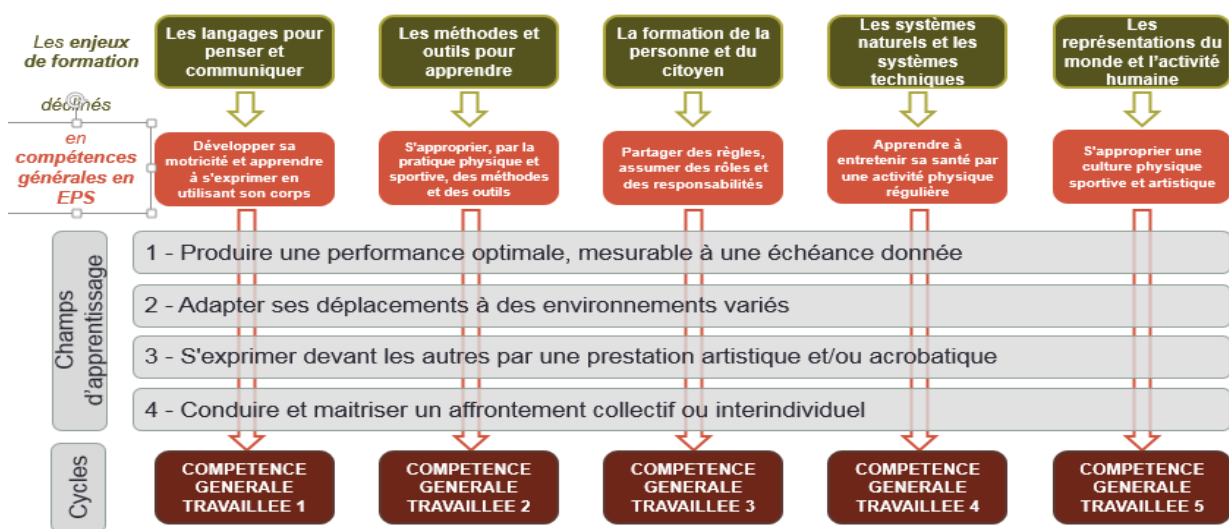 Les enjeux
de formation
Les langages pour
penser et
communiquer
Les méthodes et
outils pour
apprendre
La formation de la
personne et du
citoyen
Les systèmes
naturels et les
systèmes
techniques
Les
représentations du
monde et l'activité
humaine
déclinés
en
compétences
générales en
EPS
Développer sa
motricité et apprendre
à s'exprimer en
utilisant son corps
S'approprier, par la
pratique physique et
sportive, des méthodes
et des outils
Partager des règles,
assumer des rôles et
des responsabilités
Apprendre à
entretenir sa santé par
une activité physique
régulière
S'approprier une
culture physique
sportive et artistique
Champs
d'apprentissage
1 - Produire une performance optimale, mesurable à une échéance donnée
2 - Adapter ses déplacements à des environnements variés
3 - S'exprimer devant les autres par une prestation artistique et/ou acrobatique
4 - Conduire et maitriser un affrontement collectif ou interindividuel
Cycles
COMPETENCE
GENERALE
TRAVAILLEE 1
COMPETENCE
GENERALE
TRAVAILLEE 2
COMPETENCE
GENERALE
TRAVAILLEE 3
COMPETENCE
GENERALE
TRAVAILLEE 4
COMPETENCE
GENERALE
TRAVAILLEE 5